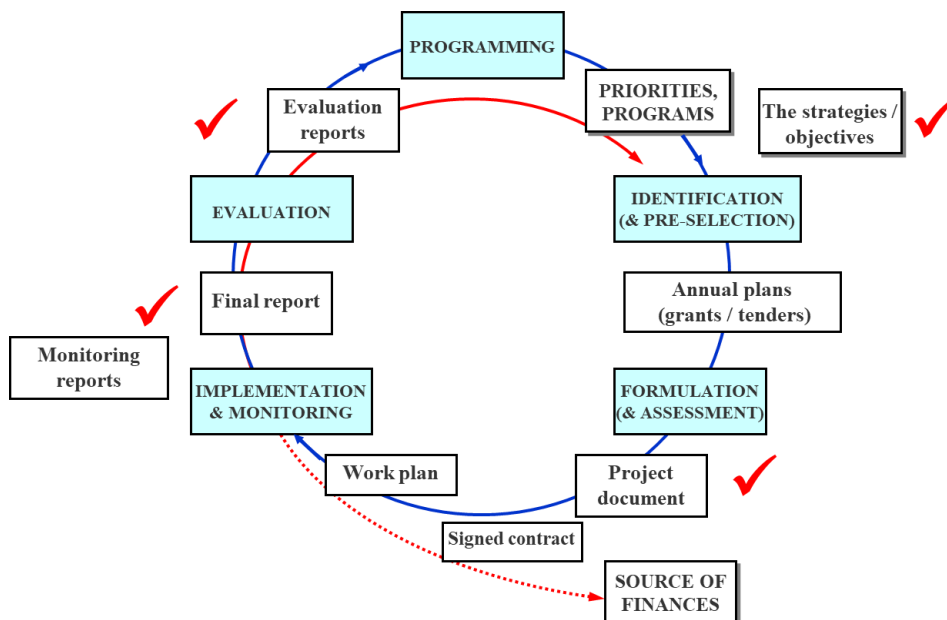 PROGRAMMING
PRIORITIES,
PROGRAMS
The strategies /
objectives
Evaluation
reports
EVALUATION
IDENTIFICATION
(& PRE-SELECTION)
Final report
Annual plans
(grants / tenders)
Monitoring
reports
IMPLEMENTATION
& MONITORING
FORMULATION
(& ASSESSMENT)
Work plan
Project
document
Signed contract
SOURCE OF
FINANCES